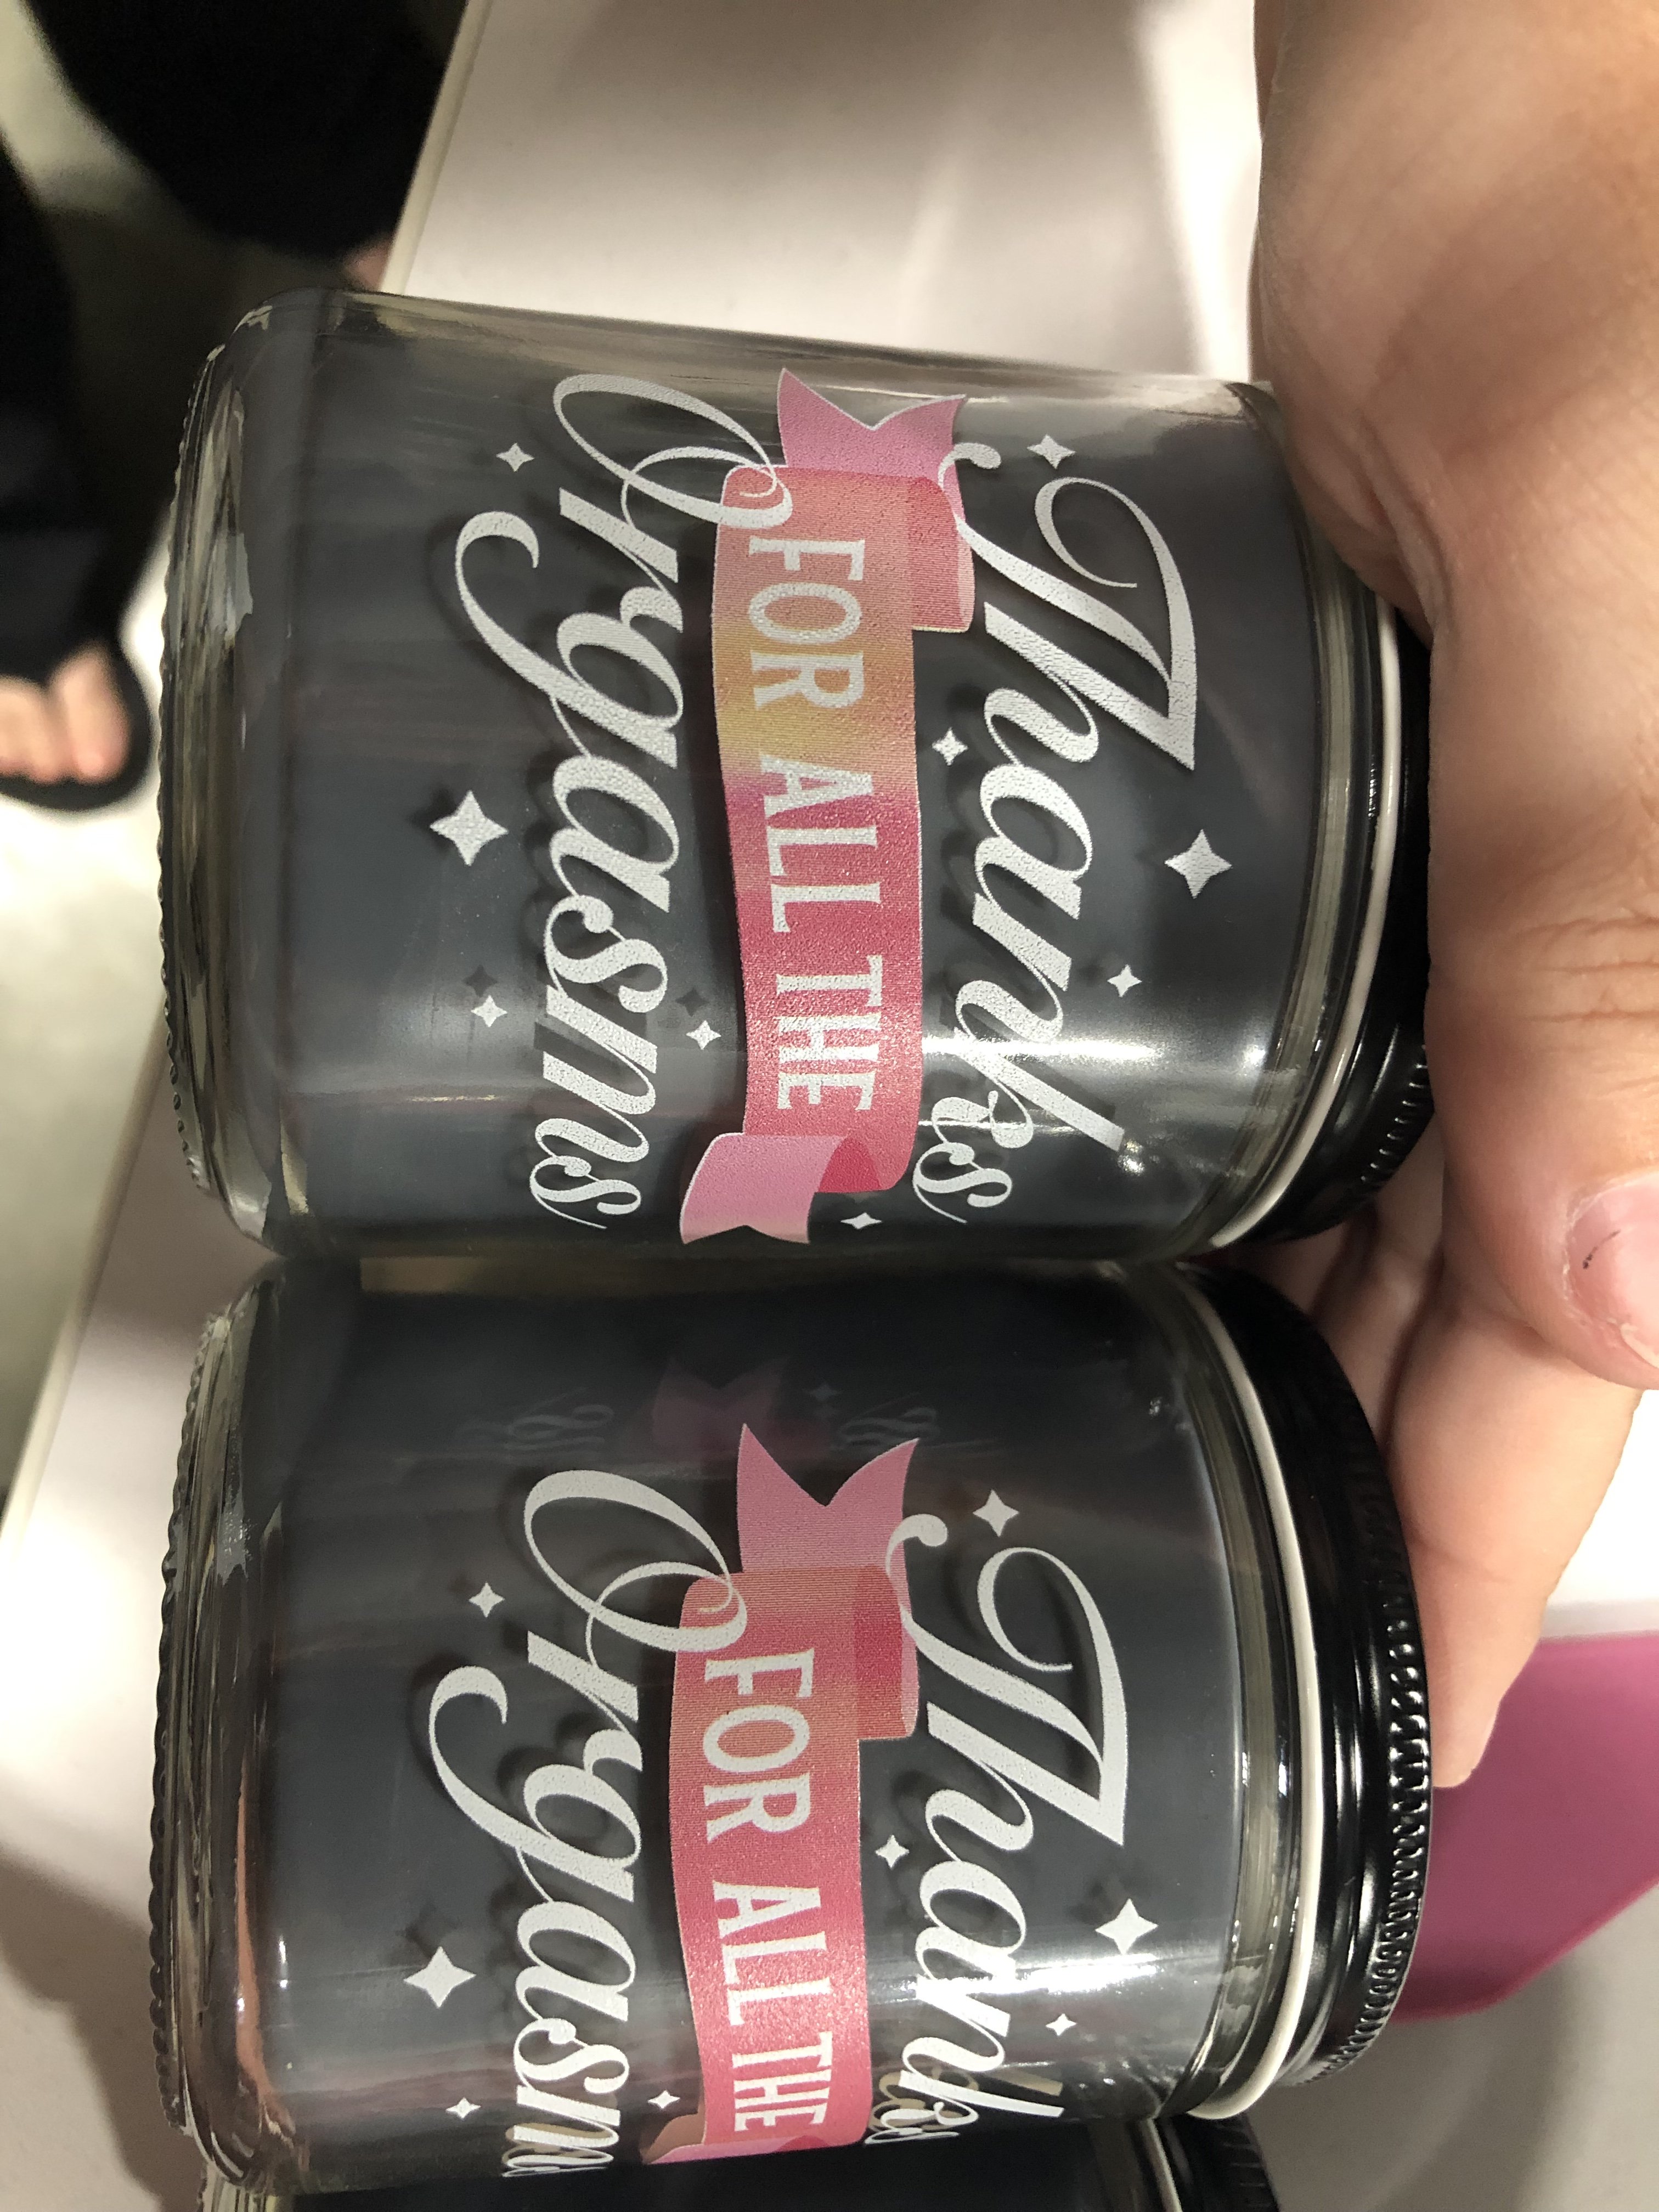 Thanks
FOR ALL THE
Orgasms
Thanks
FOR ALL THE
Orgasms